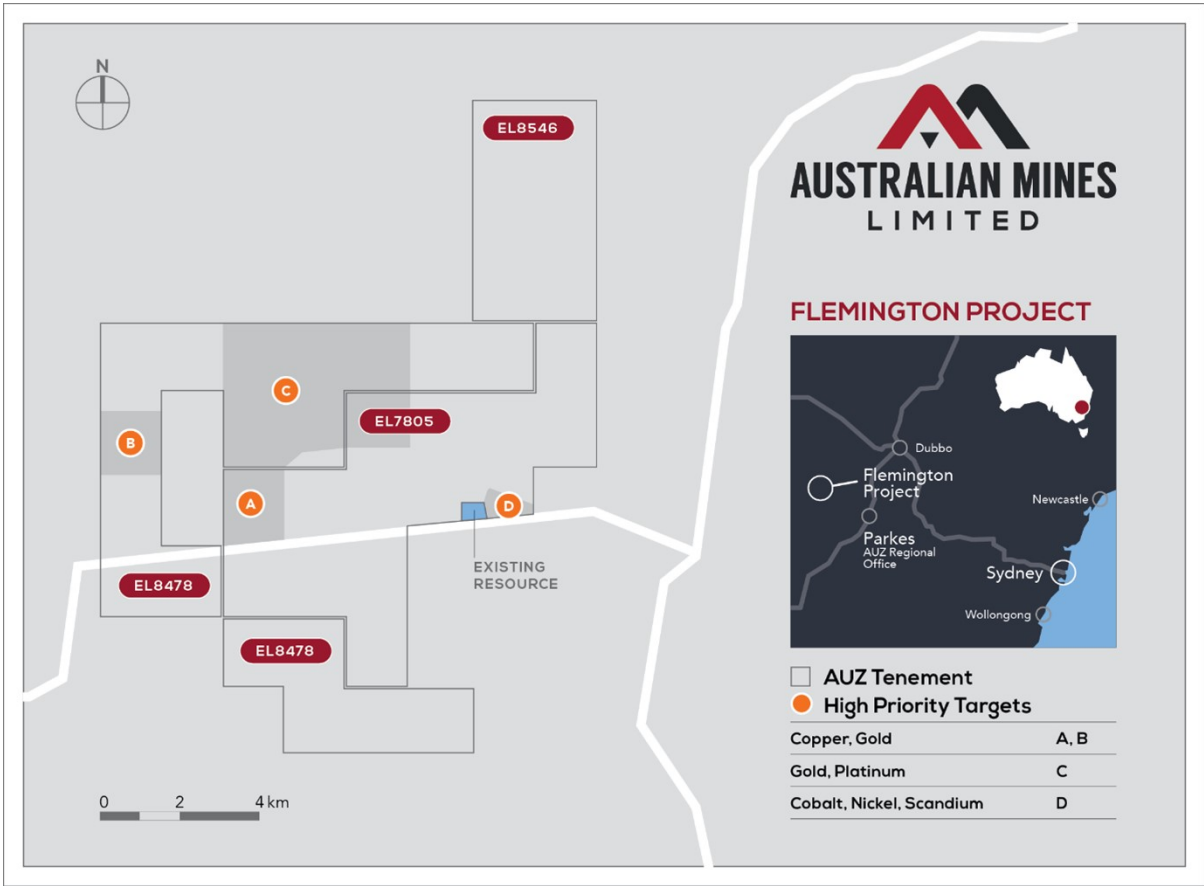 N
EL8546
AUSTRALIAN MINES
LIMITED
FLEMINGTON PROJECT
C
EL7805
B
A
D
EXISTING
RESOURCE
EL8478
EL8478
0 2 4 km
Dubbo
Flemington
Project
Newcastle
Parkes
AUZ Regional
Office
Sydney
Wollongong
AUZ Tenement
High Priority Targets
Copper, Gold A, B
Gold, Platinum C
Cobalt, Nickel, Scandium D